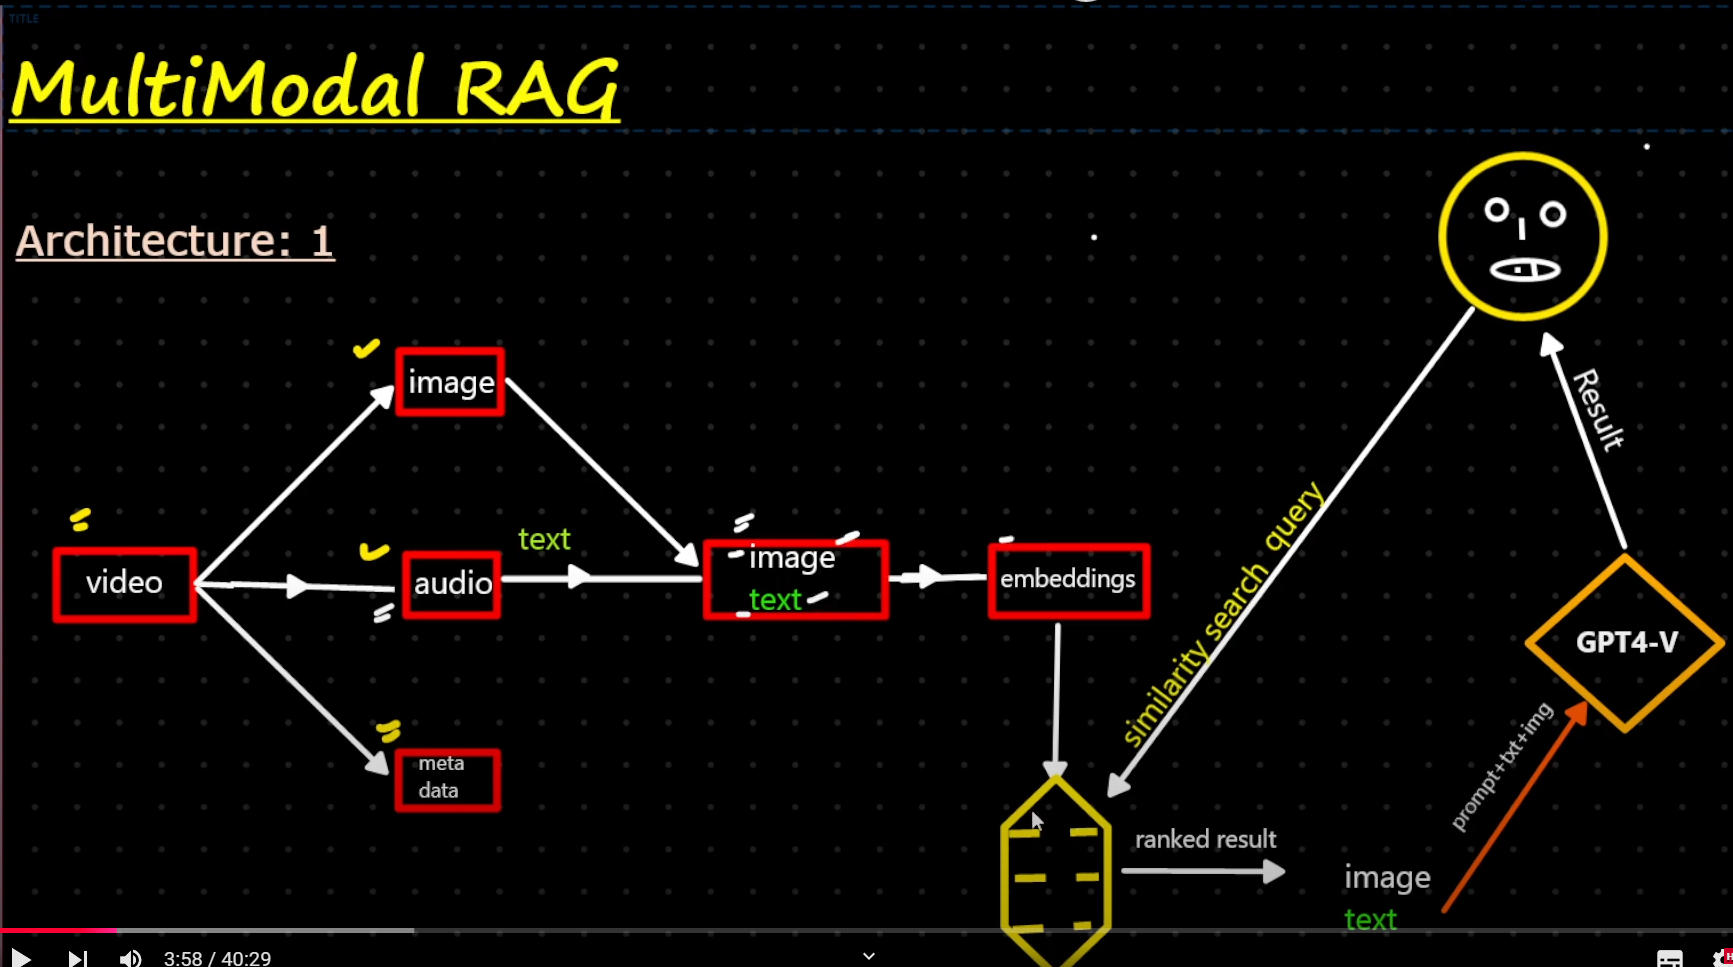 TITLE
MultiModal RAG
Architecture: 1
image
text
video
audio
image
text
embeddings
meta
data
similarity search query
Result
GPT4-V
prompt+txt+img
ranked result
image
text
3:58 / 40:29